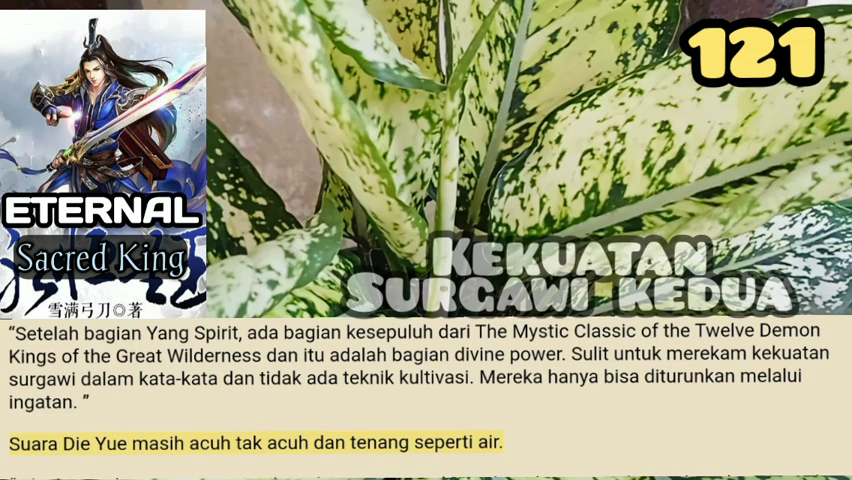 121
ETERNAL
Sacred King
雪满弓刀◎著
KEKUATAN
SURGAWI KEDUA
“Setelah bagian Yang Spirit, ada bagian kesepuluh dari The Mystic Classic of the Twelve Demon
Kings of the Great Wilderness dan itu adalah bagian divine power. Sulit untuk merekam kekuatan
surgawi dalam kata-kata dan tidak ada teknik kultivasi. Mereka hanya bisa diturunkan melalui
ingatan. ”
Suara Die Yue masih acuh tak acuh dan tenang seperti air.